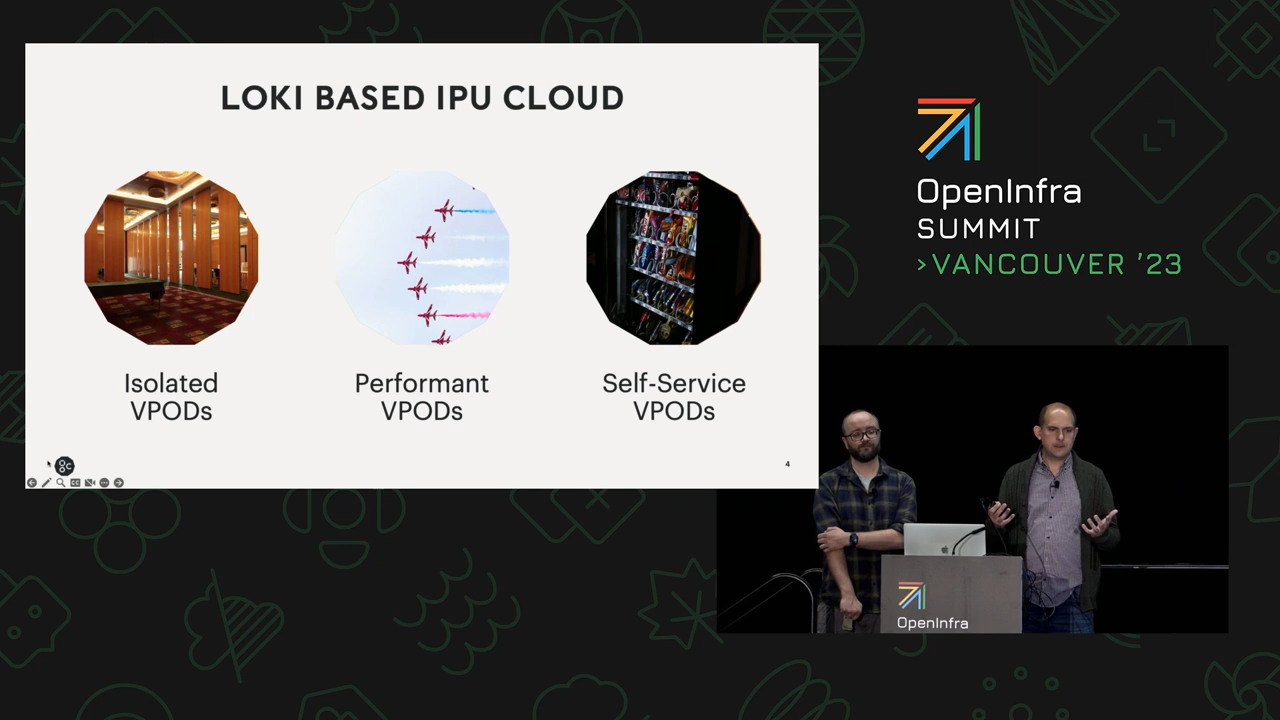 LOKI BASED IPU CLOUD
Isolated
VPODs
Performant
VPODs
Self-Service
VPODs
4
OpenInfra
SUMMIT
>VANCOUVER ’23
OpenInfra